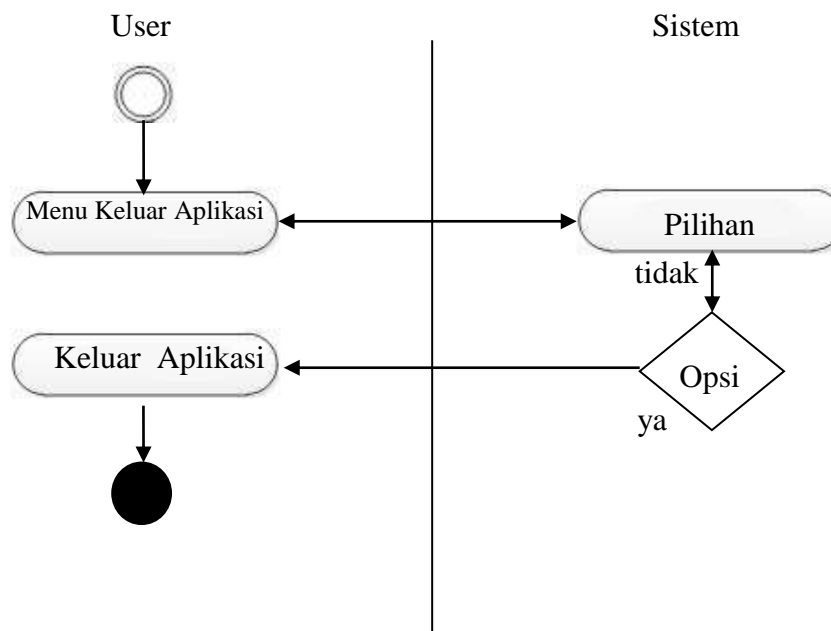 User
Sistem
Menu Keluar Aplikasi
Pilihan
tidak
Keluar Aplikasi
Opsi
ya